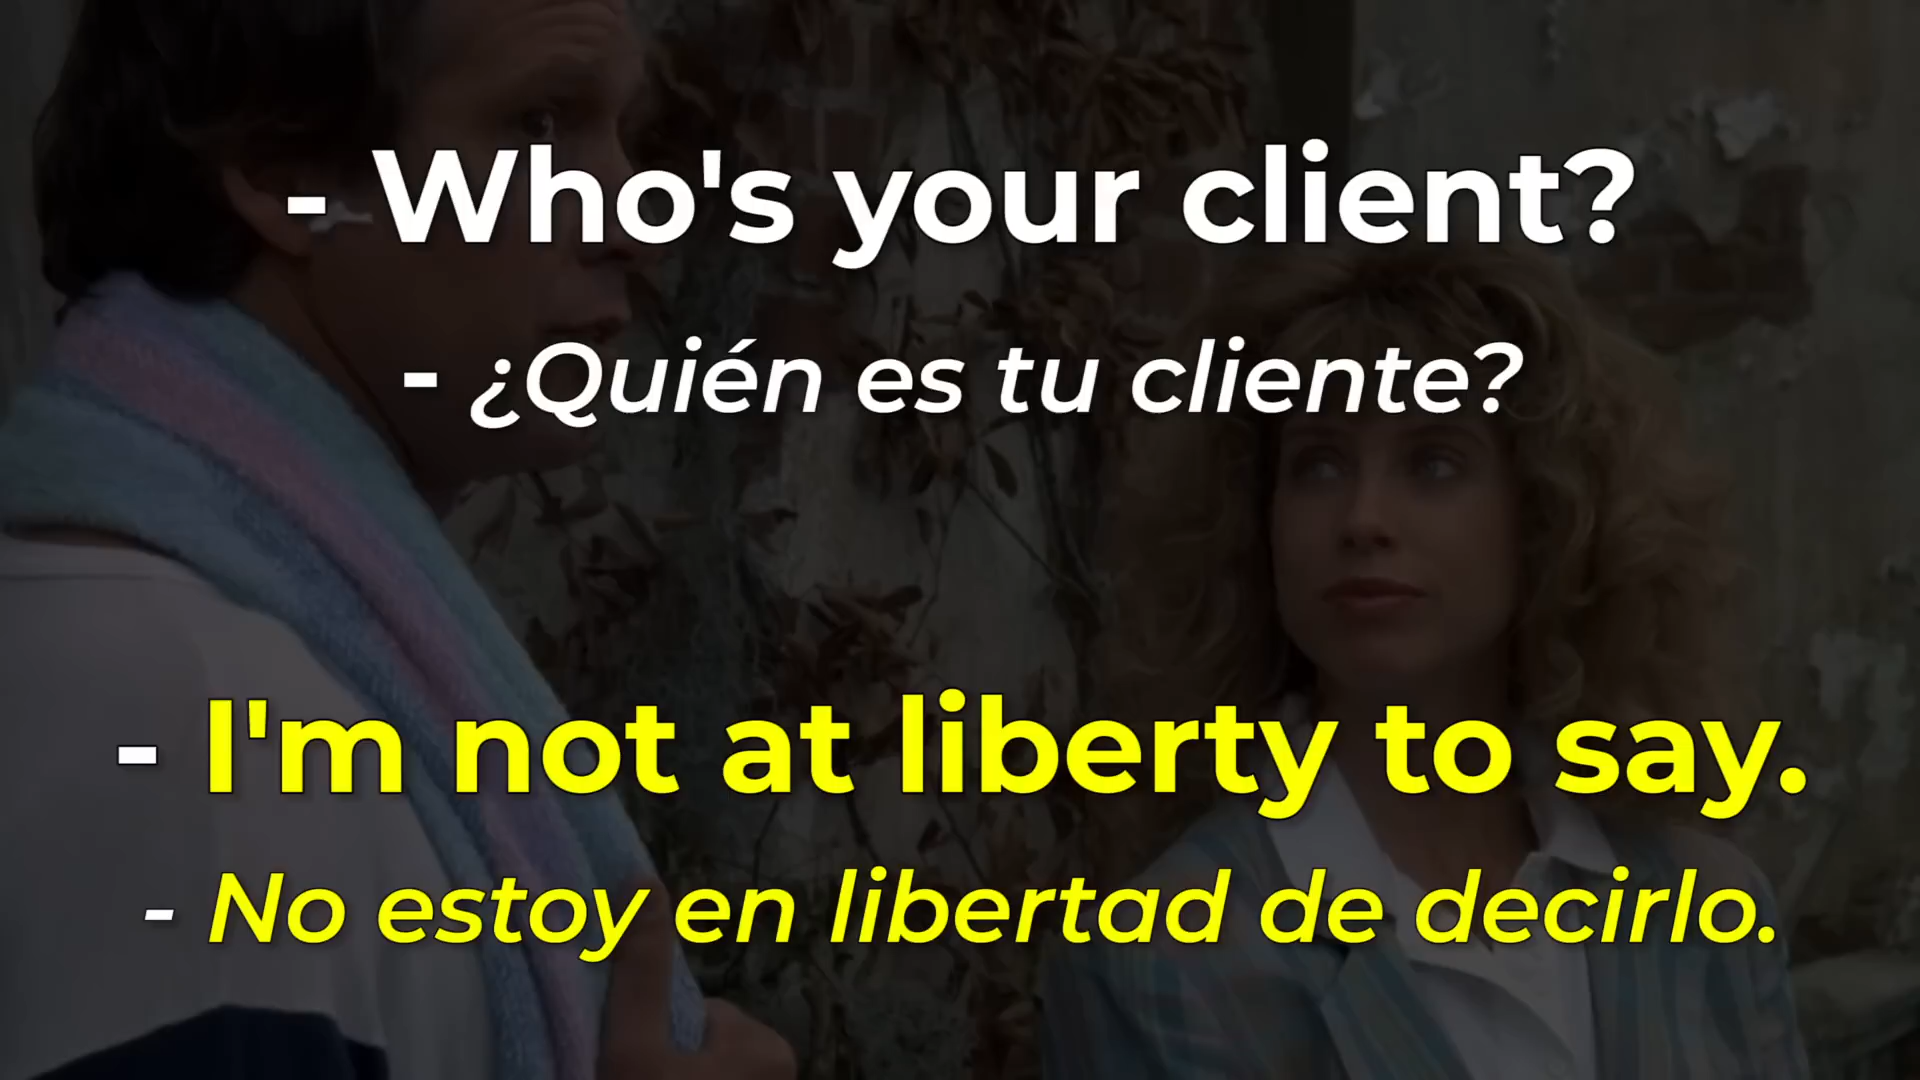 - Who's your client?
- ¿Quién es tu cliente?
- I'm not at liberty to say.
- No estoy en libertad de decirlo.